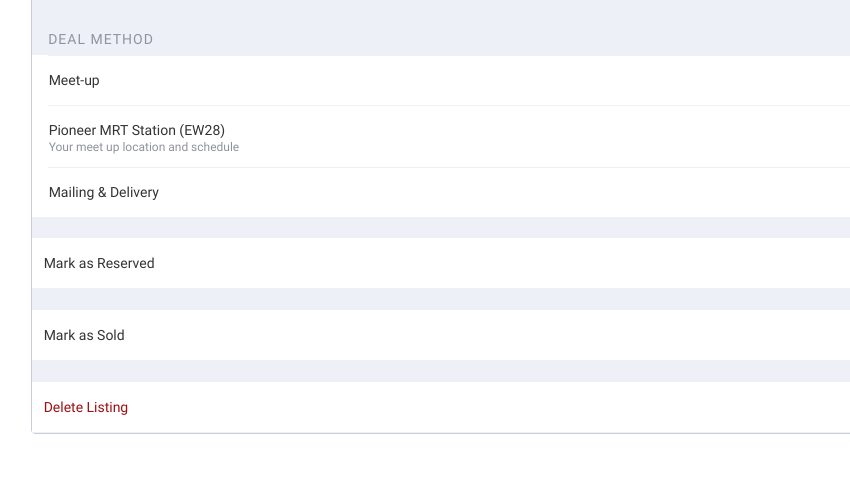 DEAL METHOD
Meet-up
Pioneer MRT Station (EW28)
Your meet up location and schedule
Mailing & Delivery
Mark as Reserved
Mark as Sold
Delete Listing